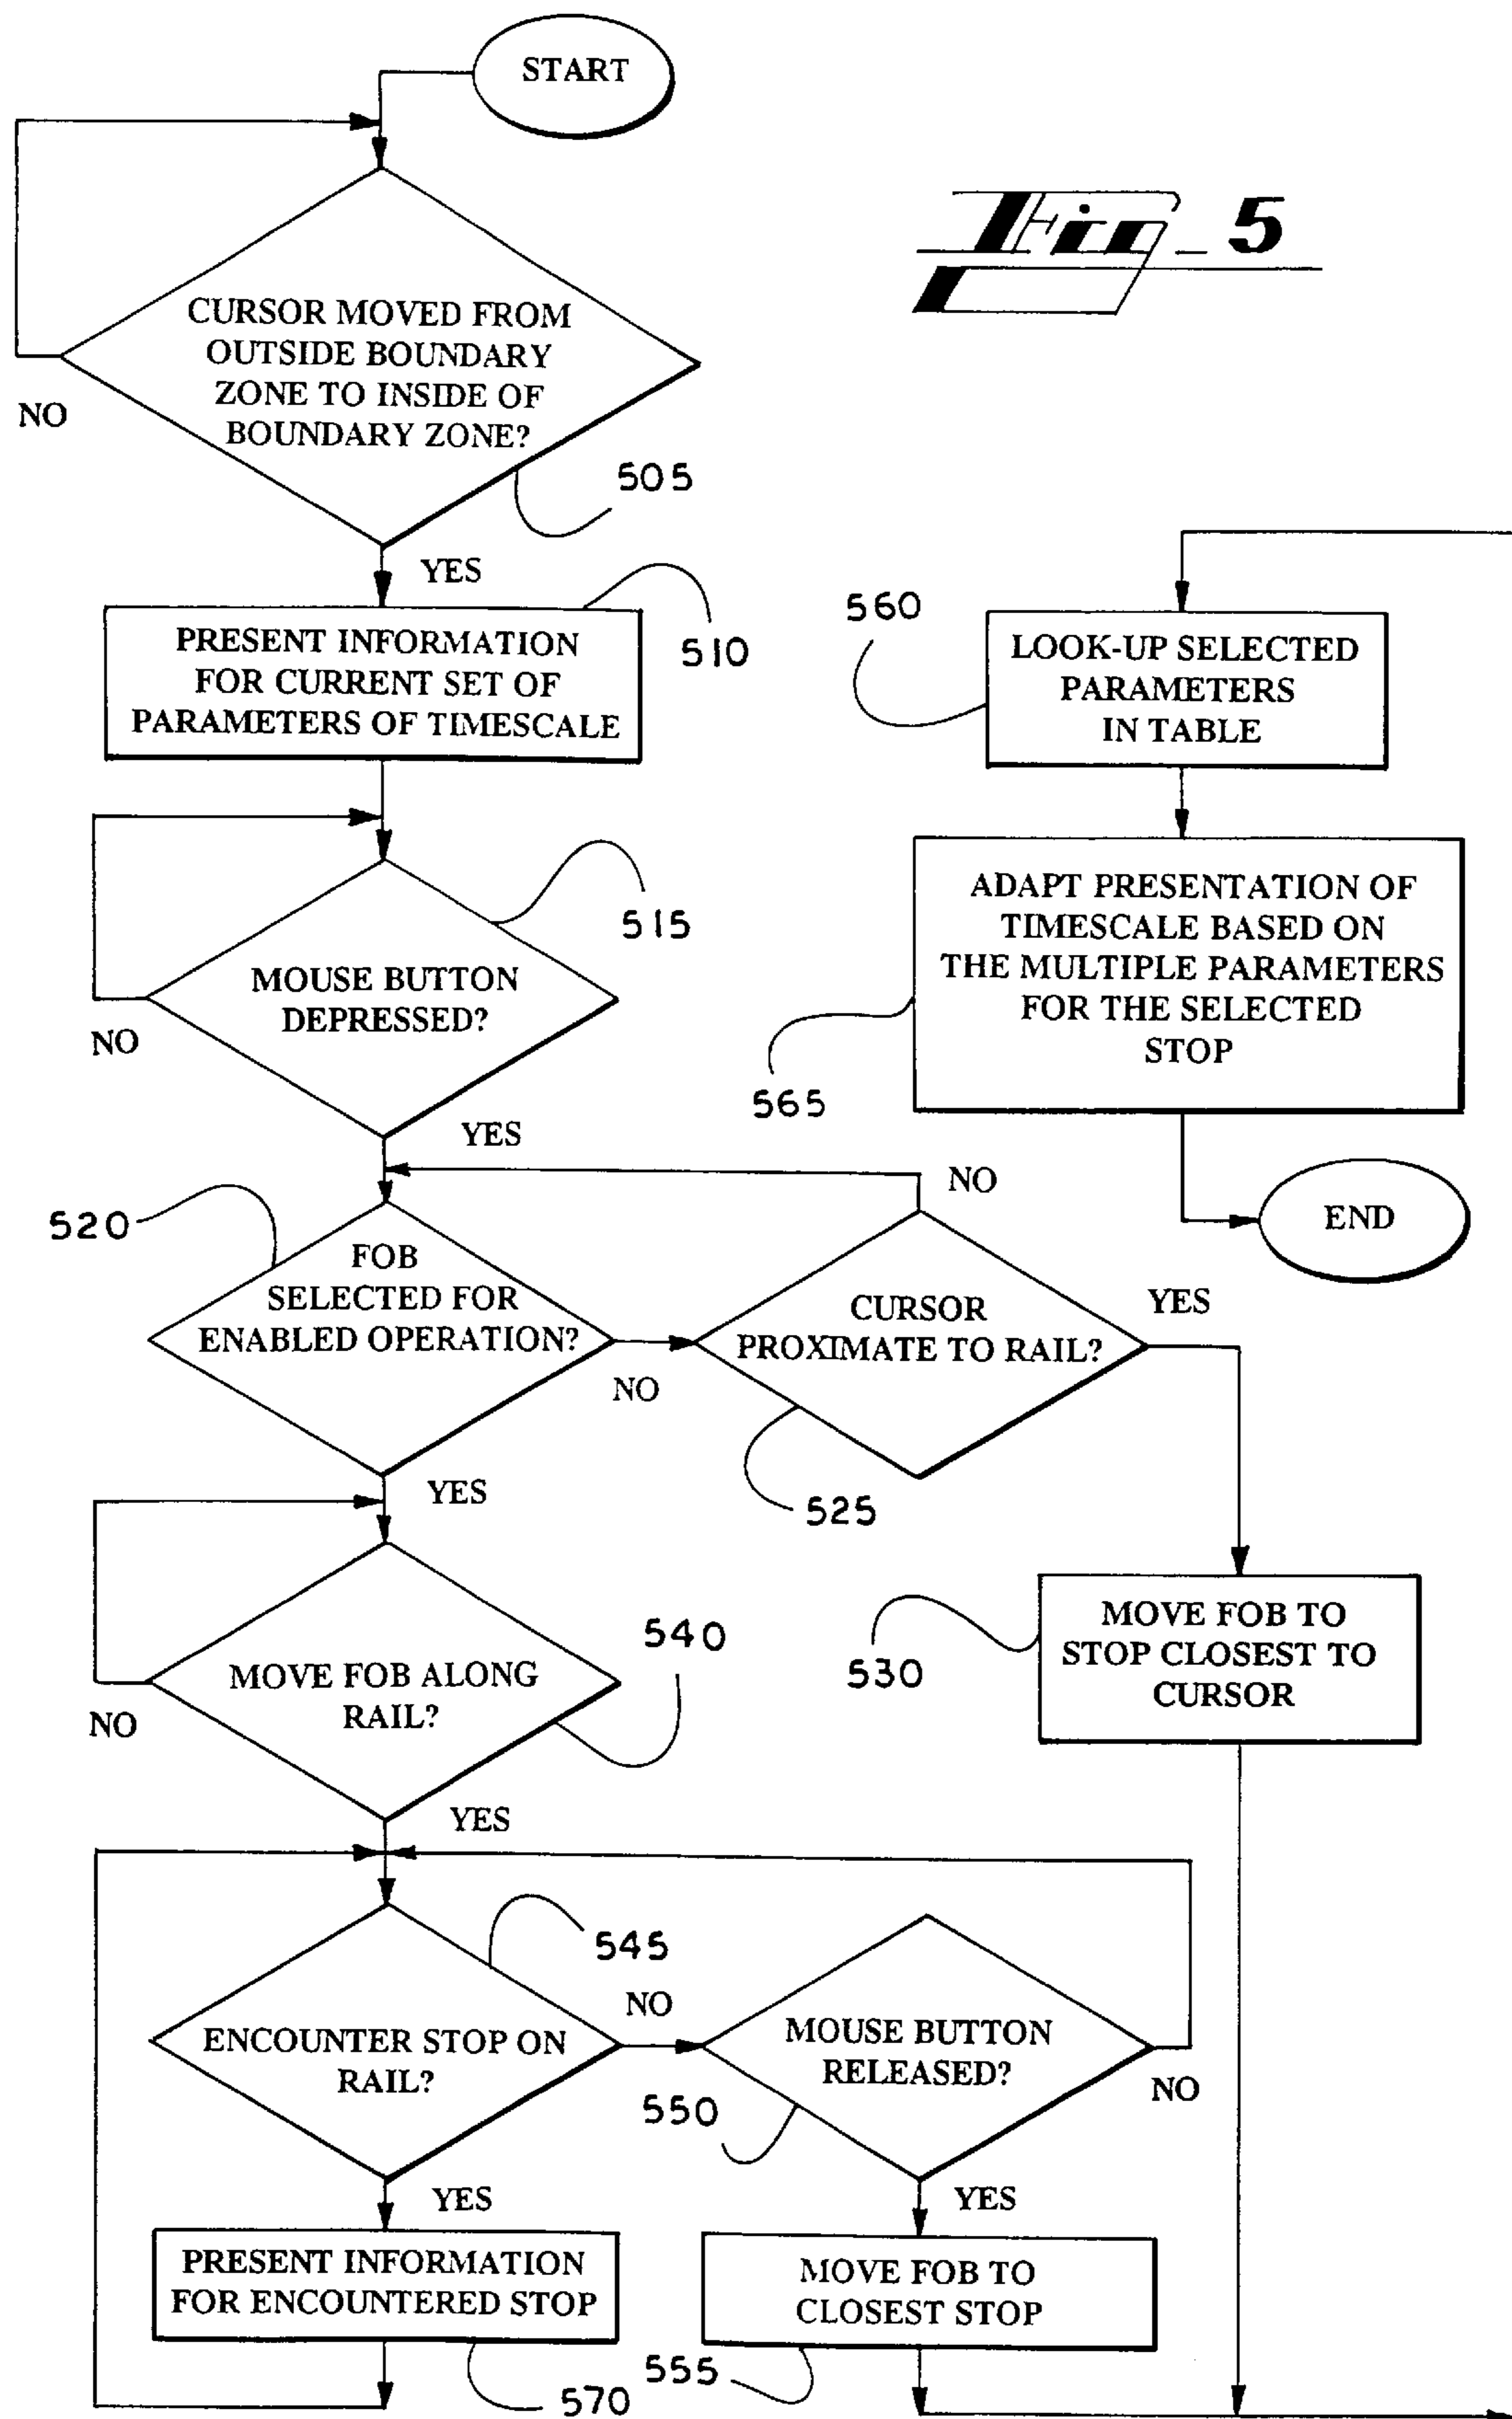 START
Fig_ 5
CURSOR MOVED FROM
OUTSIDE BOUNDARY
ZONE TO INSIDE OF
BOUNDARY ZONE?
NO
505
YES
510
PRESENT INFORMATION
FOR CURRENT SET OF
PARAMETERS OF TIMESCALE
515
MOUSE BUTTON
DEPRESSED?
NO
YES
520
FOB
SELECTED FOR
ENABLED OPERATION?
NO
CURSOR
PROXIMATE TO RAIL?
NO
YES
525
530
MOVE FOB TO
STOP CLOSEST TO
CURSOR
YES
540
MOVE FOB ALONG
RAIL?
NO
YES
545
ENCOUNTER STOP ON
RAIL?
NO
MOUSE BUTTON
RELEASED?
NO
550
YES
PRESENT INFORMATION
FOR ENCOUNTERED STOP
570
YES
MOVE FOB TO
CLOSEST STOP
555
560
LOOK-UP SELECTED
PARAMETERS
IN TABLE
ADAPT PRESENTATION OF
TIMESCALE BASED ON
THE MULTIPLE PARAMETERS
FOR THE SELECTED
STOP
565
END